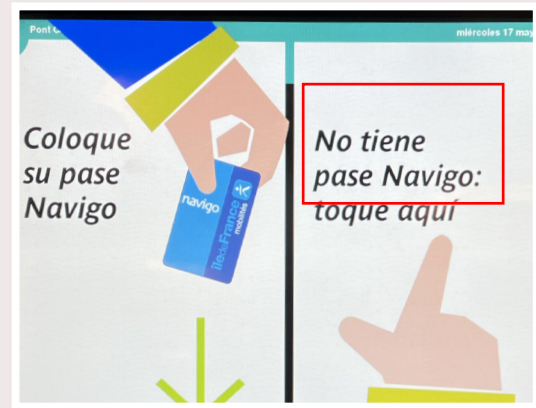 miércoles 17 may
Coloque
su pase
Navigo
navigo
îledeFrance
mobilités
No tiene
pase Navigo:
toque aquí